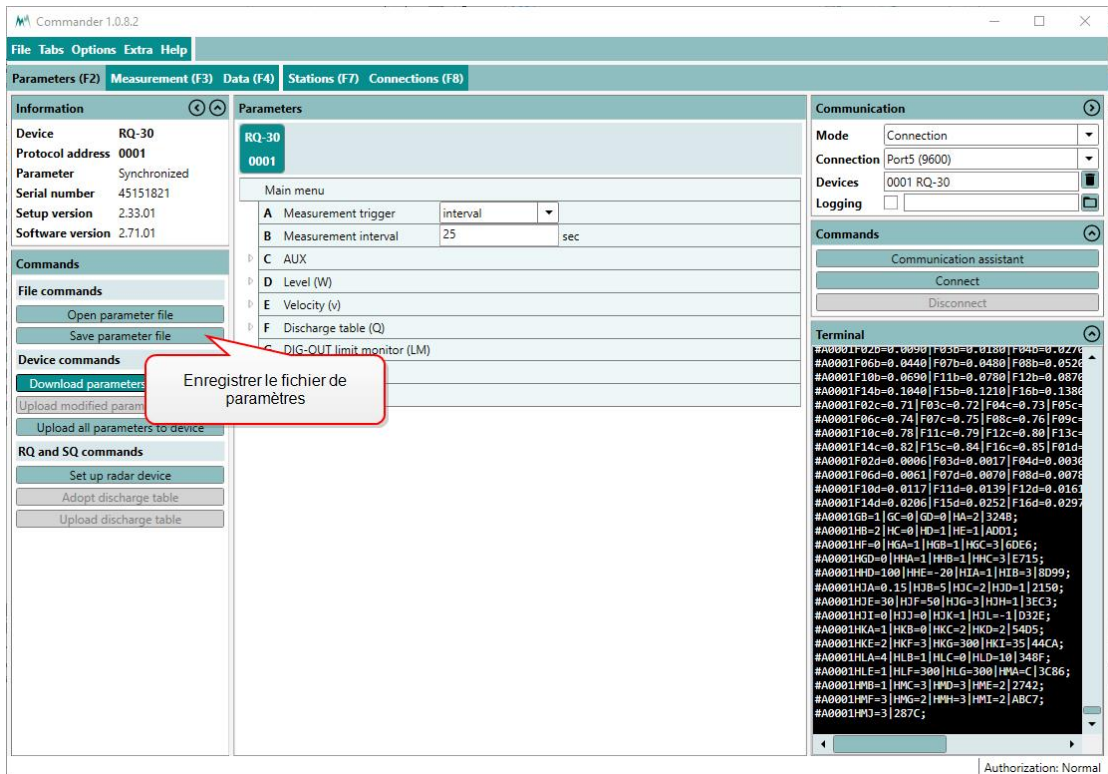 Commander 1.0.8.2
File Tabs Options Extra Help
Parameters (F2) Measurement (F3) Data (F4) Stations (F7) Connections (F8)
Information
Device RQ-30
Protocol address 0001
Parameter Synchronized
Serial number 45151821
Setup version 2.33.01
Software version 2.71.01
Commands
File commands
Open parameter file
Save parameter file
Device commands
Download parameters
Upload modified param
Upload all parameters to device
RQ and SQ commands
Set up radar device
Adopt discharge table
Upload discharge table
Enregistrer le fichier de
paramètres
Parameters
RQ-30
0001
Main menu
A Measurement trigger interval
B Measurement interval 25 sec
C AUX
D Level (W)
E Velocity (v)
F Discharge table (Q)
DIG-OUT limit monitor (LM)
Communication
Mode Connection
Connection Port5 (9600)
Devices 0001 RQ-30
Logging
Commands
Communication assistant
Connect
Disconnect
Terminal
#A0001F02b=0.0090|F03b=0.0180|F04b=0.0270
#A0001F06b=0.0440|F07b=0.0480|F08b=0.0520
#A0001F10b=0.0690|F11b=0.0780|F12b=0.0870
#A0001F14b=0.1040|F15b=0.1210|F16b=0.1380
#A0001F02c=0.71|F03c=0.72|F04c=0.73|F05c=
#A0001F06c=0.74|F07c=0.75|F08c=0.76|F09c=
#A0001F10c=0.78|F11c=0.79|F12c=0.80|F13c=
#A0001F14c=0.82|F15c=0.84|F16c=0.85|F01d=
#A0001F02d=0.0006|F03d=0.0017|F04d=0.0030
#A0001F06d=0.0061|F07d=0.0070|F08d=0.0078
#A0001F10d=0.0117|F11d=0.0139|F12d=0.0161
#A0001F14d=0.0206|F15d=0.0252|F16d=0.0297
#A0001GB=1|GC=0|GD=0|HA=2|324B;
#A0001HB=2|HC=0|HD=1|HE=1|ADD1;
#A0001HF=0|HGA=1|HGB=1|HGC=3|6DE6;
#A0001HGD=0|HHA=1|HHB=1|HHC=3|E715;
#A0001HHD=100|HHE=-20|HIA=1|HIB=3|8D99;
#A0001HJA=0.15|HJB=5|HJC=2|HJD=1|2150;
#A0001HJE=30|HJF=50|HJG=3|HJH=1|3EC3;
#A0001HJI=0|HJJ=0|HJK=1|HJL=-1|D32E;
#A0001HKA=1|HKB=0|HKC=2|HKD=2|54D5;
#A0001HKE=2|HKF=3|HKG=300|HKI=35|44CA;
#A0001HLA=4|HLB=1|HLC=0|HLD=10|348F;
#A0001HLE=1|HLF=300|HLG=300|HMA=C|3C86;
#A0001HMB=1|HMC=3|HMD=3|HME=2|2742;
#A0001HMF=3|HMG=2|HMH=3|HMI=2|ABC7;
#A0001HMJ=3|287C;
Authorization: Normal